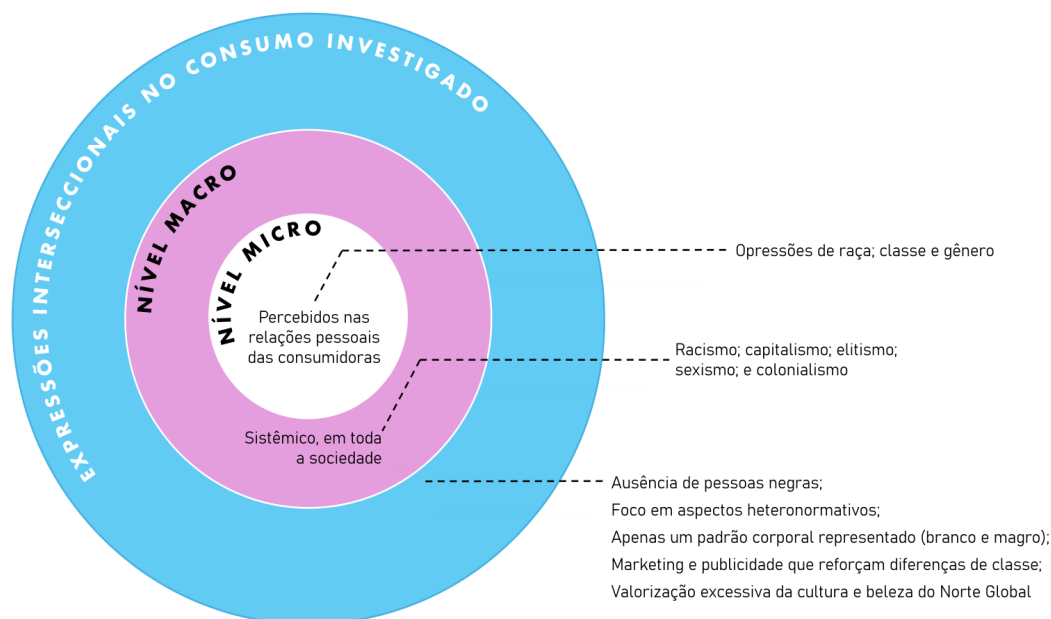 EXPRESSÕES INTERSECCIONAIS NO CONSUMO INVESTIGADO
NÍVEL MACRO
NÍVEL MICRO
Percebidos nas
relações pessoais
das consumidoras
Opressões de raça; classe e gênero
Sistêmico, em toda
a sociedade
Racismo; capitalismo; elitismo;
sexismo; e colonialismo
Ausência de pessoas negras;
Foco em aspectos heteronormativos;
Apenas um padrão corporal representado (branco e magro);
Marketing e publicidade que reforçam diferenças de classe;
Valorização excessiva da cultura e beleza do Norte Global